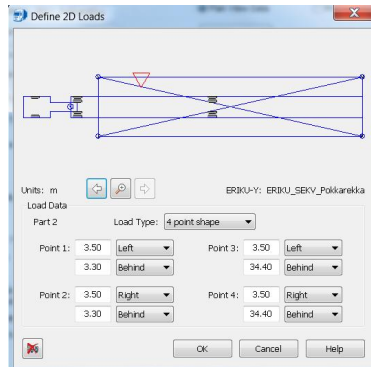 Define 2D Loads
Units: m
ERIKU-Y: ERIKU_SEKV_Pokkarekka
Load Data
Part 2 Load Type: 4 point shape
Point 1: 3.50 Left Point 3: 3.50 Left
3.30 Behind 34.40 Behind
Point 2: 3.50 Right Point 4: 3.50 Right
3.30 Behind 34.40 Behind
OK Cancel Help